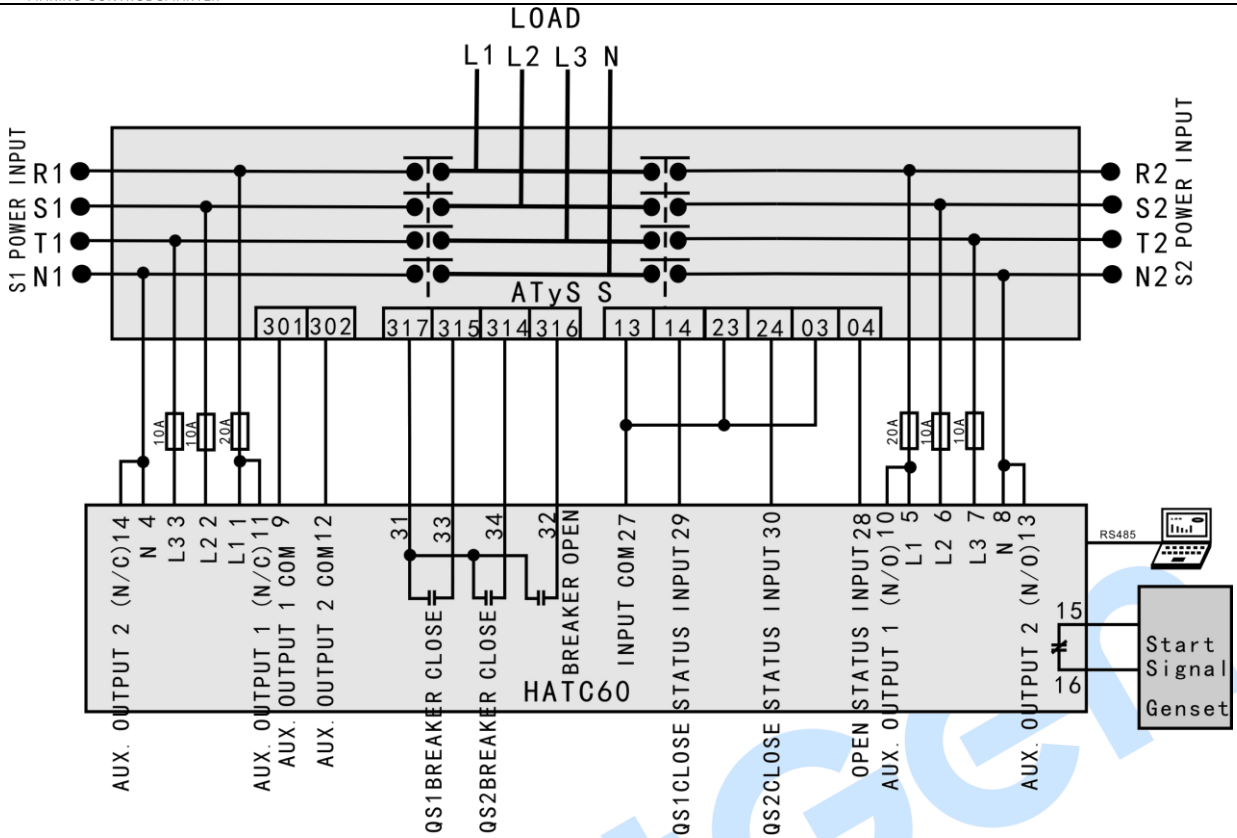 LOAD
L1 L2 L3 N
S1 POWER INPUT
R1
S1
T1
N1
R2
S2
T2
N2
S2 POWER INPUT
ATyS S
301 302 317 315 314 316 13 14 23 24 03 04
10A 10A 20A 20A 10A 10A
AUX. OUTPUT 2 (N/C)14
N 4
L3 3
L2 2
L1 1
AUX. OUTPUT 1 (N/C)11
AUX. OUTPUT 1 COM 9
AUX. OUTPUT 2 COM12
31
33
34
32
QS1BREAKER CLOSE
QS2BREAKER CLOSE
BREAKER OPEN
INPUT COM27
QS1CLOSE STATUS INPUT29
QS2CLOSE STATUS INPUT30
OPEN STATUS INPUT28
AUX. OUTPUT 1 (N/O)10
L1 5
L2 6
L3 7
N 8
AUX. OUTPUT 2 (N/O)13
HATC60
RS485
15
16
Start
Signal
Genset